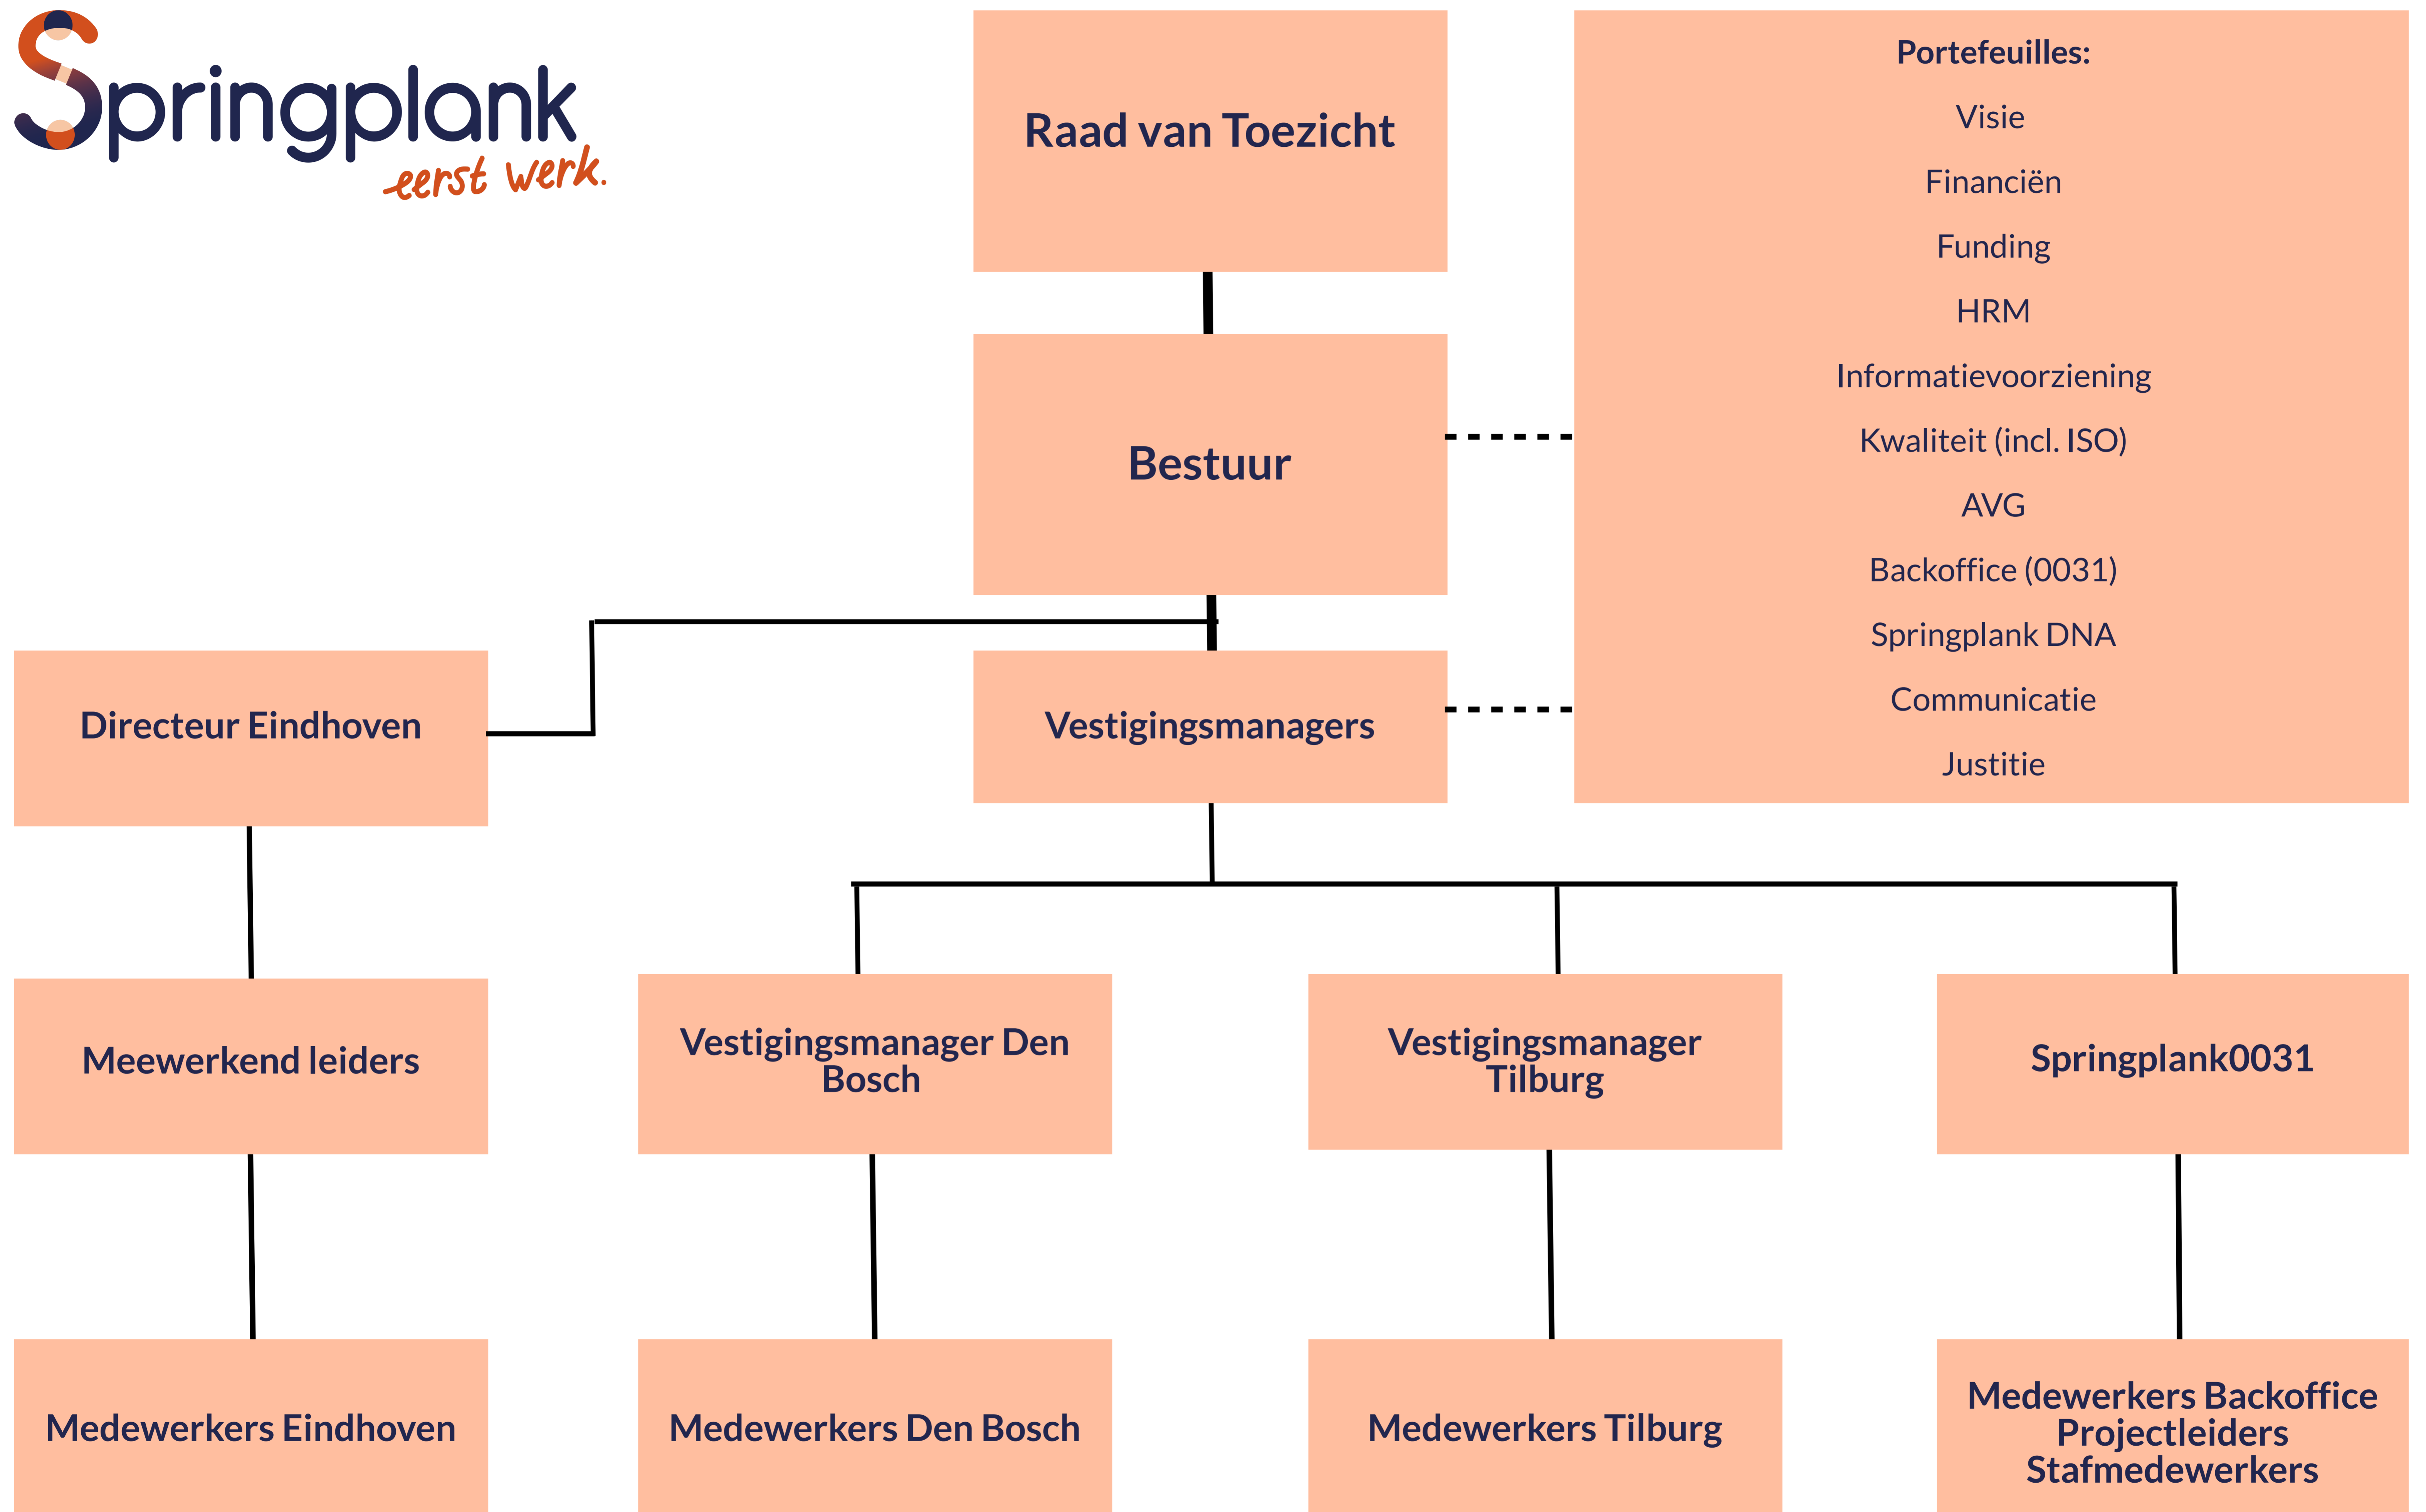 Springplank
eerst werk.
Raad van Toezicht
Bestuur
Portefeuilles:
Visie
Financiën
Funding
HRM
Informatievoorziening
Kwaliteit (incl. ISO)
AVG
Backoffice (0031)
Springplank DNA
Communicatie
Justitie
Directeur Eindhoven
Vestigingsmanagers
Meewerkend leiders
Vestigingsmanager Den
Bosch
Vestigingsmanager
Tilburg
Springplank0031
Medewerkers Eindhoven
Medewerkers Den Bosch
Medewerkers Tilburg
Medewerkers Backoffice
Projectleiders
Stafmedewerkers